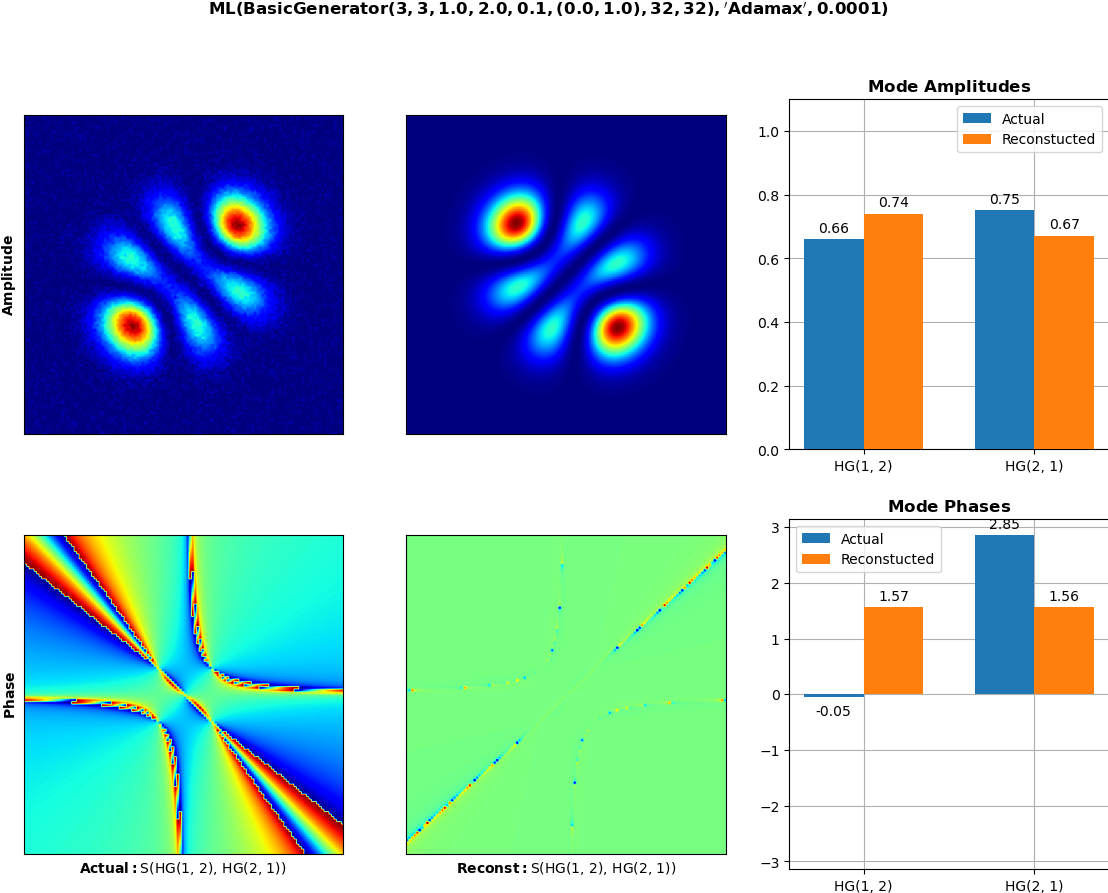 ML(BasicGenerator(3, 3, 1.0, 2.0, 0.1, (0.0, 1.0), 32, 32), 'Adamax', 0.0001)
Amplitude
Mode Amplitudes
Actual
Reconstucted
1.0
0.8
0.6
0.4
0.2
0.0
0.66
0.74
0.75
0.67
HG(1, 2)
HG(2, 1)
Phase
Actual: S(HG(1, 2), HG(2, 1))
Reconst: S(HG(1, 2), HG(2, 1))
Mode Phases
Actual
Reconstucted
3
2
1
0
−1
−2
−3
-0.05
1.57
2.85
1.56
HG(1, 2)
HG(2, 1)